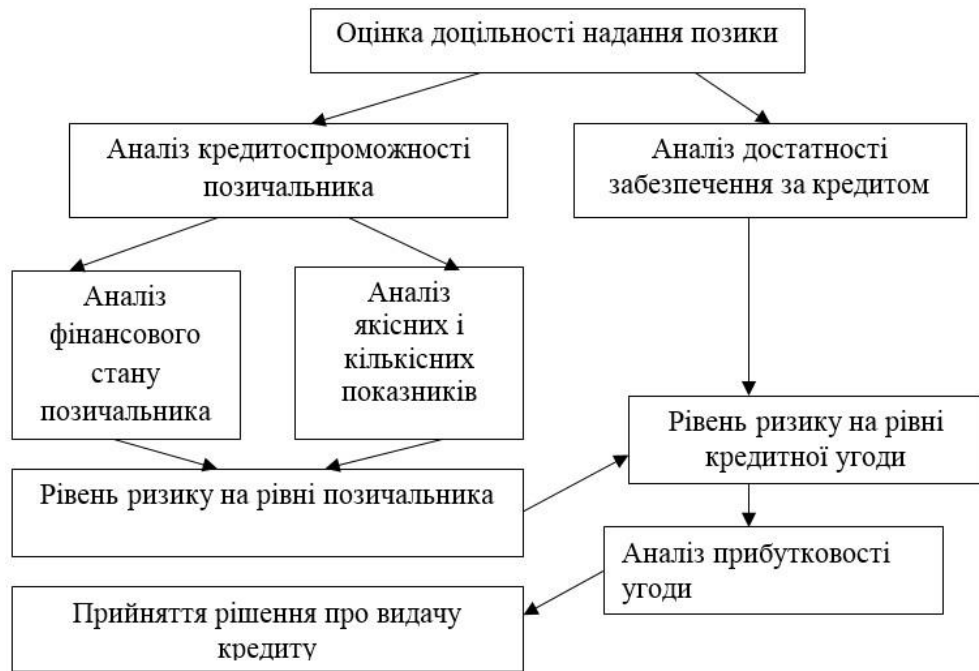 Оцінка доцільності надання позики
Аналіз кредитоспроможності
позичальника
Аналіз достатності
забезпечення за кредитом
Аналіз
фінансового
стану
позичальника
Аналіз
якісних і
кількісних
показників
Рівень ризику на рівні
кредитної угоди
Рівень ризику на рівні позичальника
Аналіз прибутковості
угоди
Прийняття рішення про видачу
кредиту